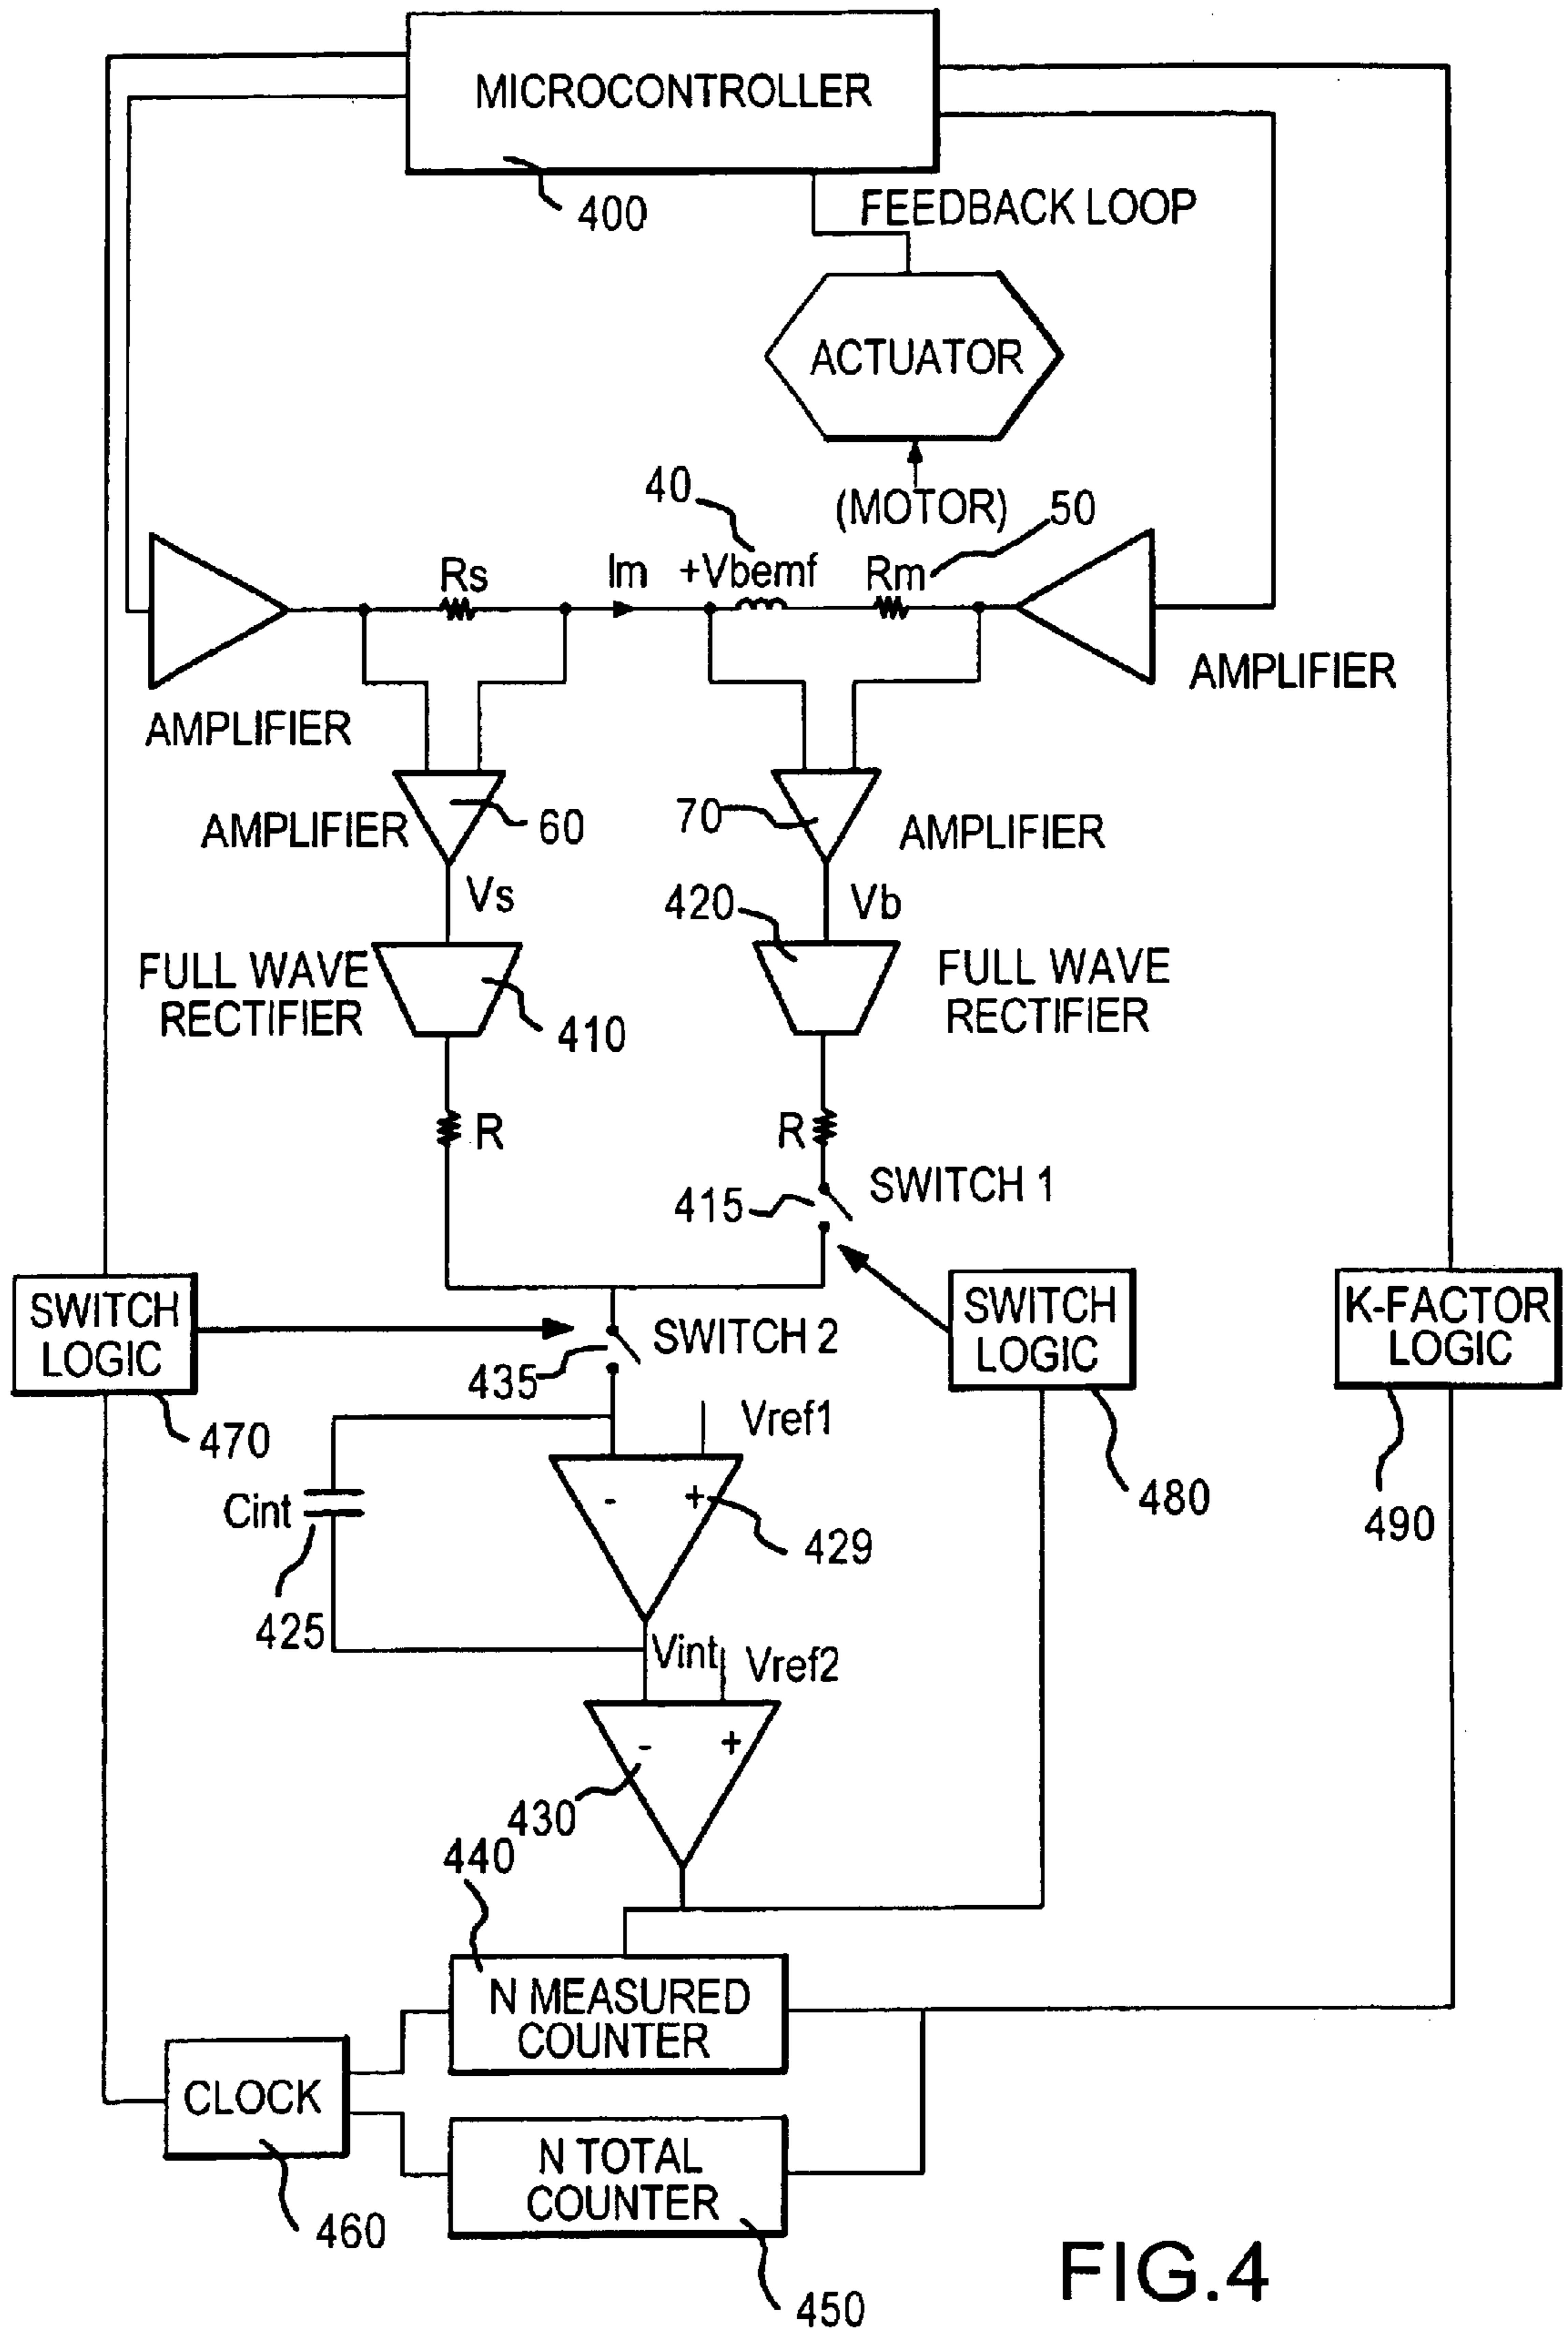 MICROCONTROLLER
400
FEEDBACK LOOP
ACTUATOR
40
(MOTOR)
50
Rs
Im
+Vbemf
Rm
AMPLIFIER
AMPLIFIER
AMPLIFIER
60
70
AMPLIFIER
Vs
420
Vb
FULL WAVE
RECTIFIER
410
FULL WAVE
RECTIFIER
R
R
415
SWITCH 1
SWITCH
LOGIC
470
SWITCH 2
435
SWITCH
LOGIC
480
K-FACTOR
LOGIC
490
Vref1
Cint
425
-
+
429
Vint
Vref2
-
+
430
440
N MEASURED
COUNTER
CLOCK
460
N TOTAL
COUNTER
450
FIG.4